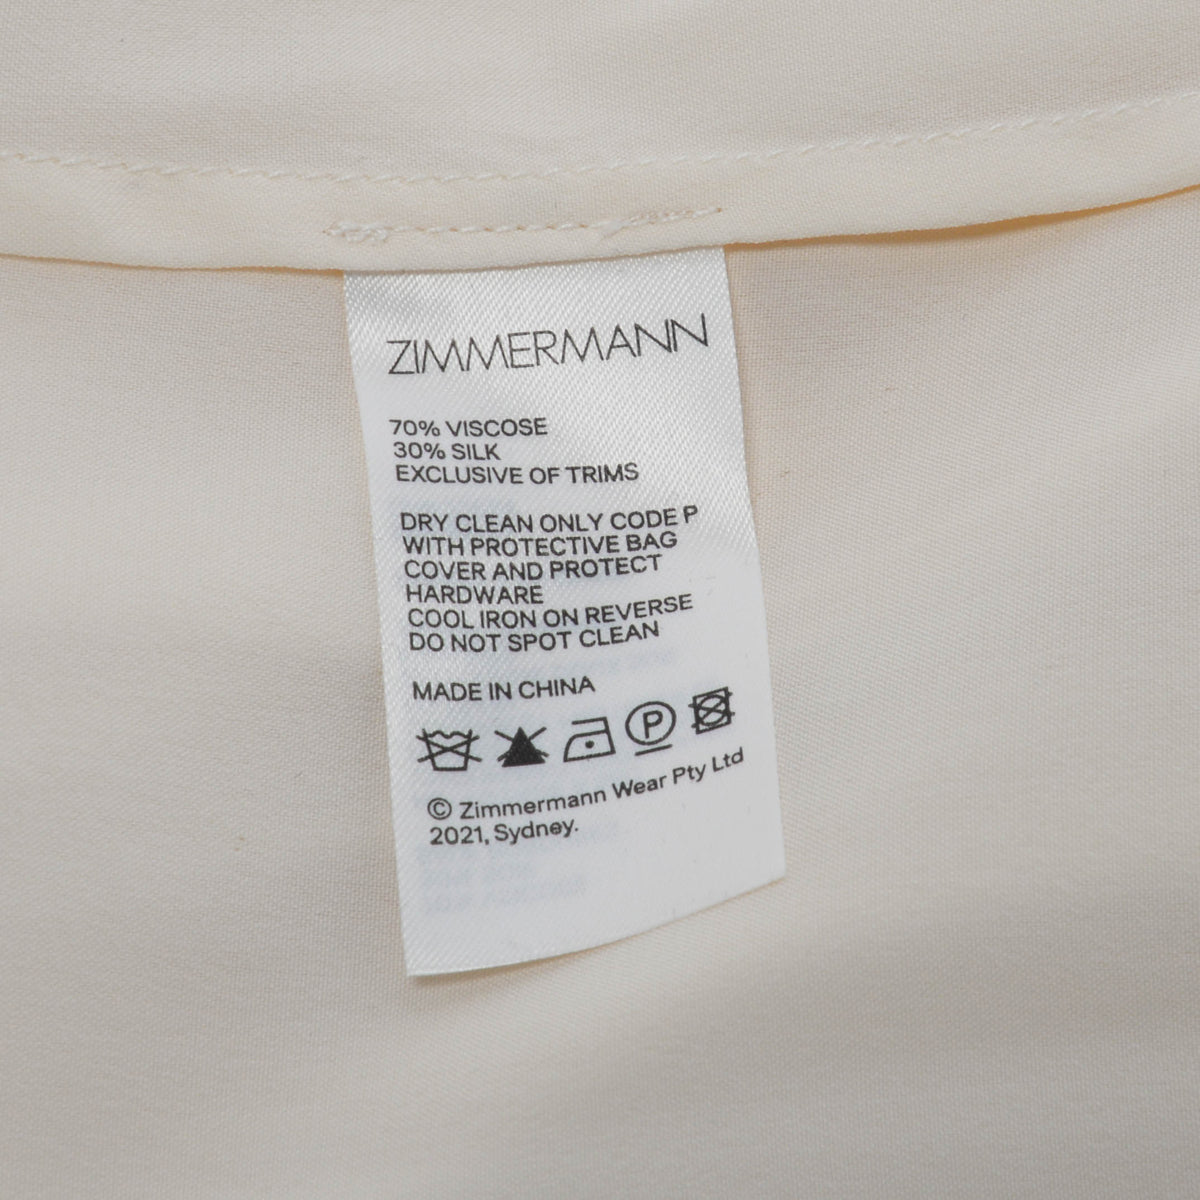 ZIMMERMANN
70% VISCOSE
30% SILK
EXCLUSIVE OF TRIMS
DRY CLEAN ONLY CODE P
WITH PROTECTIVE BAG
COVER AND PROTECT
HARDWARE
COOL IRON ON REVERSE
DO NOT SPOT CLEAN
MADE IN CHINA
P
© Zimmermann Wear Pty Ltd
2021, Sydney.